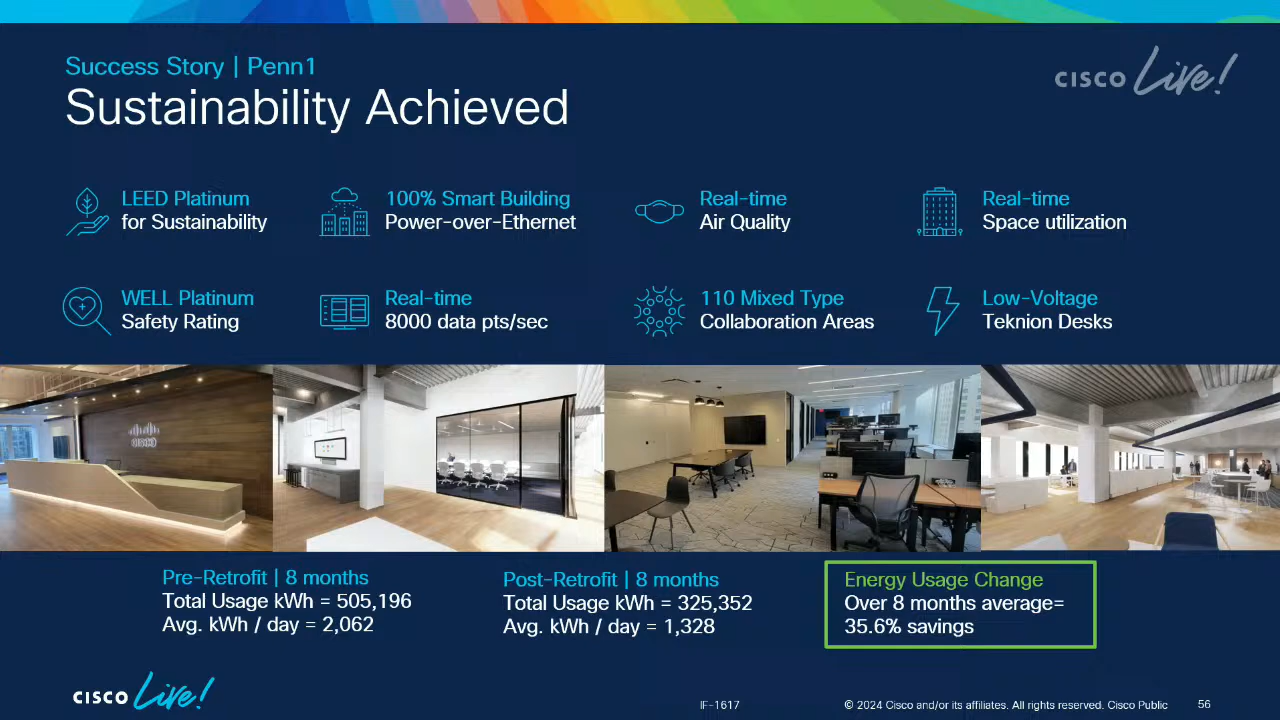 Success Story | Penn1
Sustainability Achieved
CISCO Live!
LEED Platinum
for Sustainability
100% Smart Building
Power-over-Ethernet
Real-time
Air Quality
Real-time
Space utilization
WELL Platinum
Safety Rating
Real-time
8000 data pts/sec
110 Mixed Type
Collaboration Areas
Low-Voltage
Teknion Desks
CISCO
Pre-Retrofit | 8 months
Total Usage kWh = 505,196
Avg. kWh / day = 2,062
Post-Retrofit | 8 months
Total Usage kWh = 325,352
Avg. kWh / day = 1,328
Energy Usage Change
Over 8 months average=
35.6% savings
CISCO Live!
IF-1617
© 2024 Cisco and/or its affiliates. All rights reserved. Cisco Public
56